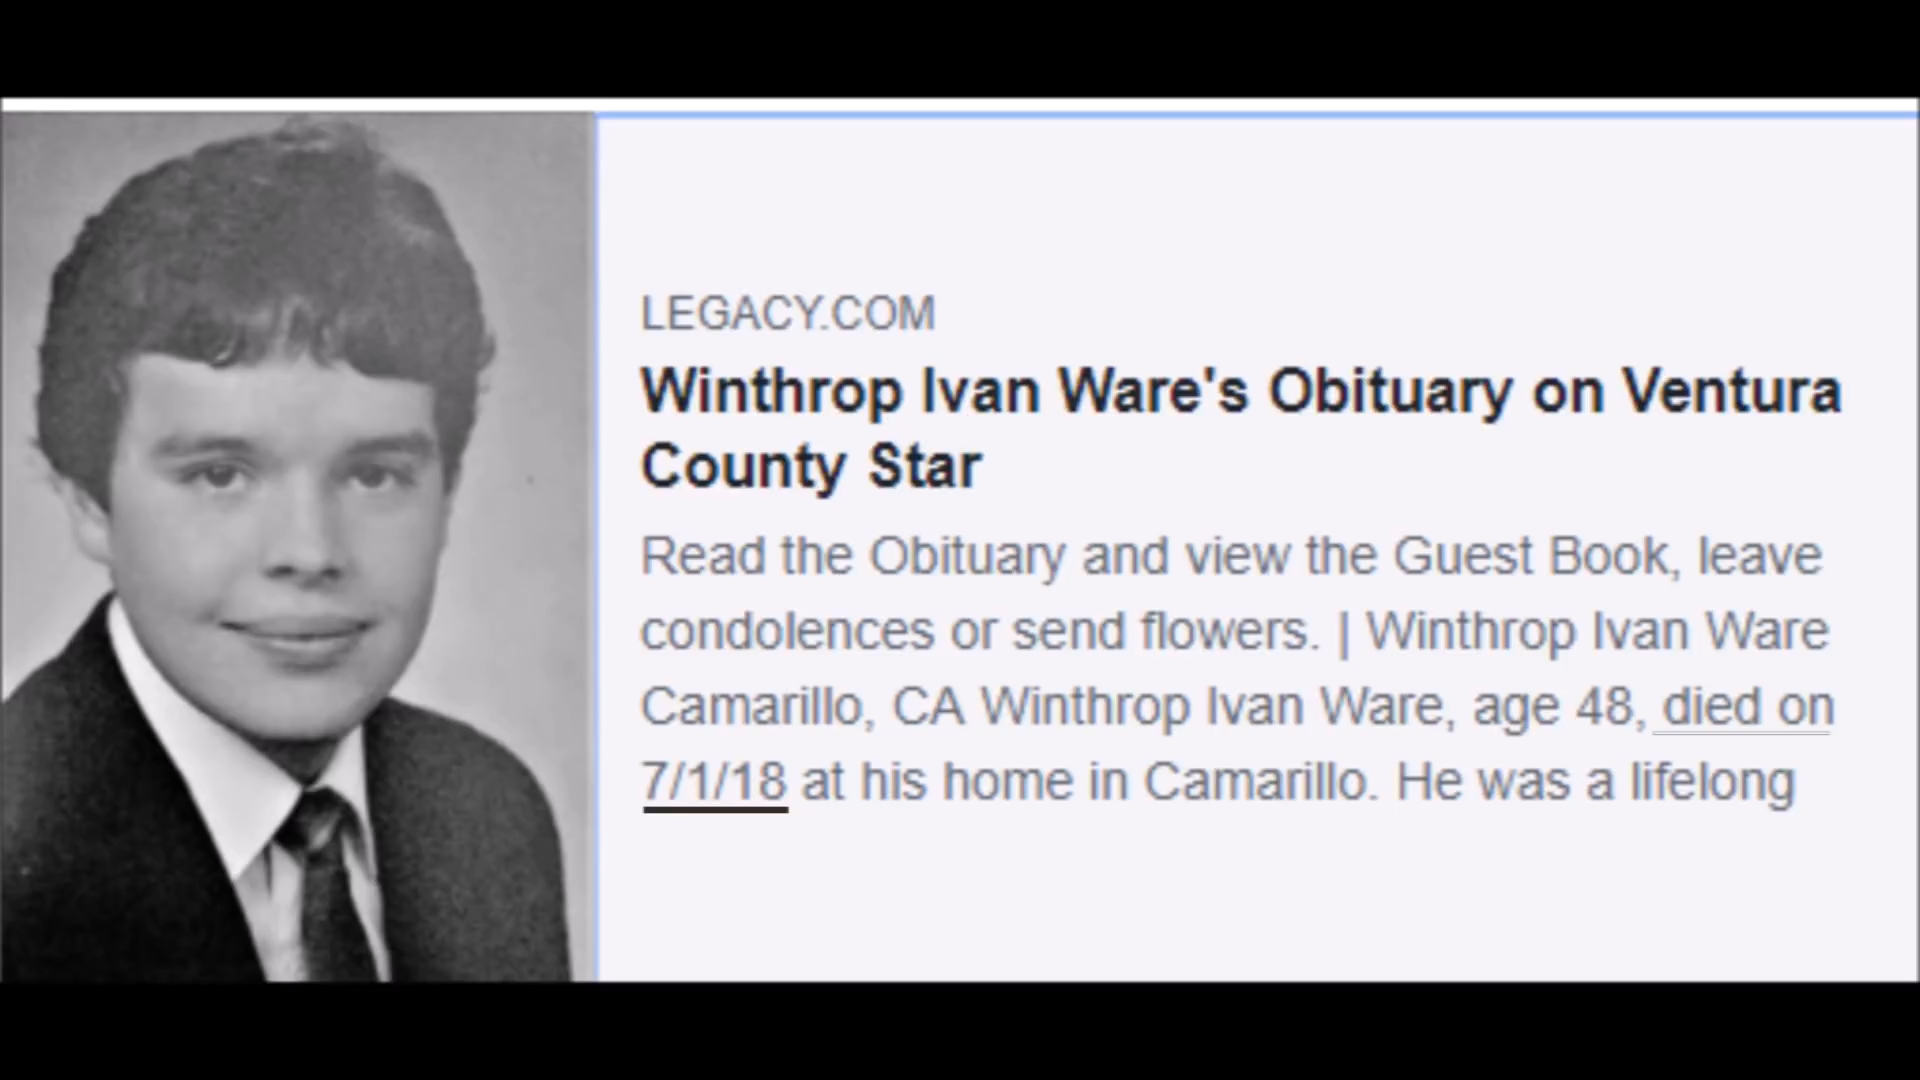 LEGACY.COM
Winthrop Ivan Ware's Obituary on Ventura
County Star
Read the Obituary and view the Guest Book, leave
condolences or send flowers. | Winthrop Ivan Ware
Camarillo, CA Winthrop Ivan Ware, age 48, died on
7/1/18 at his home in Camarillo. He was a lifelong